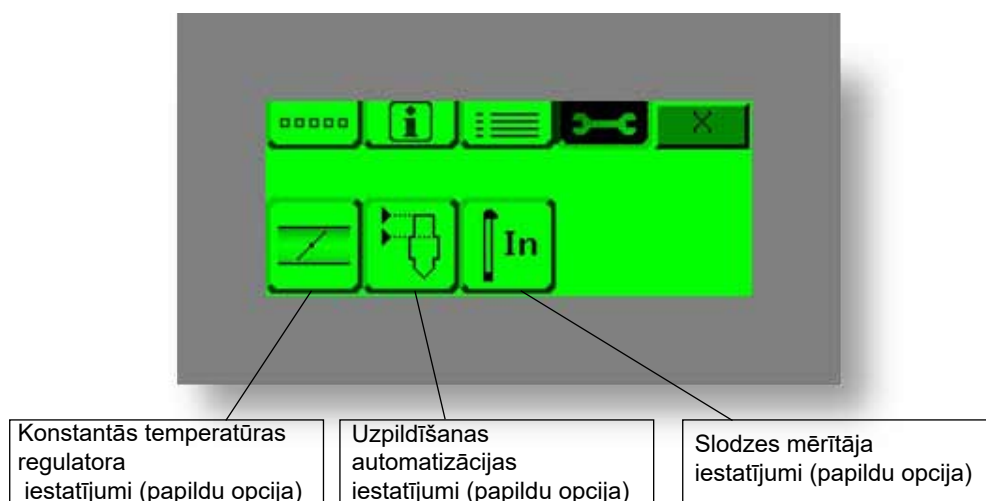 i
X
In
Konstantās temperatūras
regulatora
iestatījumi (papildu opcija)
Uzpildīšanas
automatizācijas
iestatījumi (papildu opcija)
Slodzes mērītāja
iestatījumi (papildu opcija)